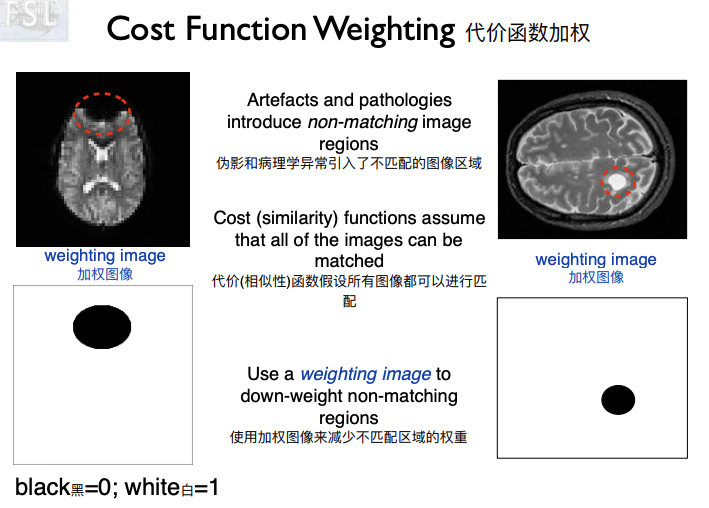 FSL
Cost Function Weighting 代价函数加权
Artefacts and pathologies
introduce non-matching image
regions
伪影和病理学异常引入了不匹配的图像区域
Cost (similarity) functions assume
that all of the images can be
matched
代价(相似性)函数假设所有图像都可以进行匹
配
weighting image
加权图像
weighting image
加权图像
Use a weighting image to
down-weight non-matching
regions
使用加权图像来减少不匹配区域的权重
black黑=0; white白=1